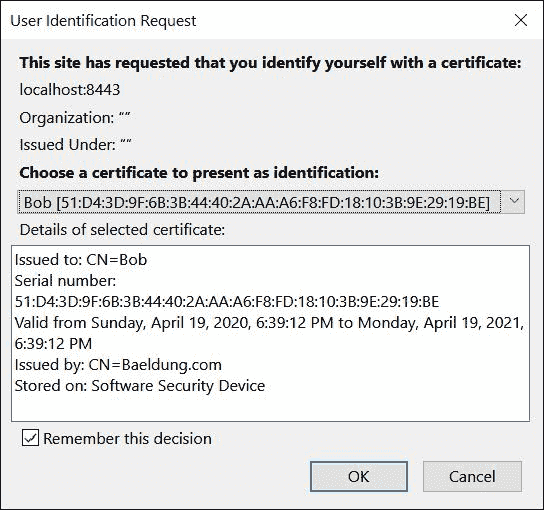 User Identification Request
This site has requested that you identify yourself with a certificate:
localhost:8443
Organization: “”
Issued Under: “”
Choose a certificate to present as identification:
Bob [51:D4:3D:9F:6B:3B:44:40:2A:AA:A6:F8:FD:18:10:3B:9E:29:19:BE]
Details of selected certificate:
Issued to: CN=Bob
Serial number:
51:D4:3D:9F:6B:3B:44:40:2A:AA:A6:F8:FD:18:10:3B:9E:29:19:BE
Valid from Sunday, April 19, 2020, 6:39:12 PM to Monday, April 19, 2021,
6:39:12 PM
Issued by: CN=Baeldung.com
Stored on: Software Security Device
Remember this decision
OK
Cancel